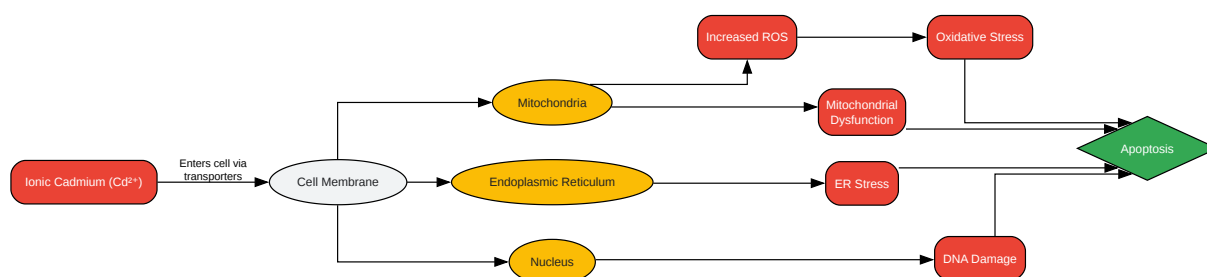 Increased ROS
Oxidative Stress
Mitochondria
Mitochondrial
Dysfunction
Apoptosis
Enters cell via
transporters
Ionic Cadmium (Cd²⁺)
Cell Membrane
Endoplasmic Reticulum
ER Stress
Nucleus
DNA Damage